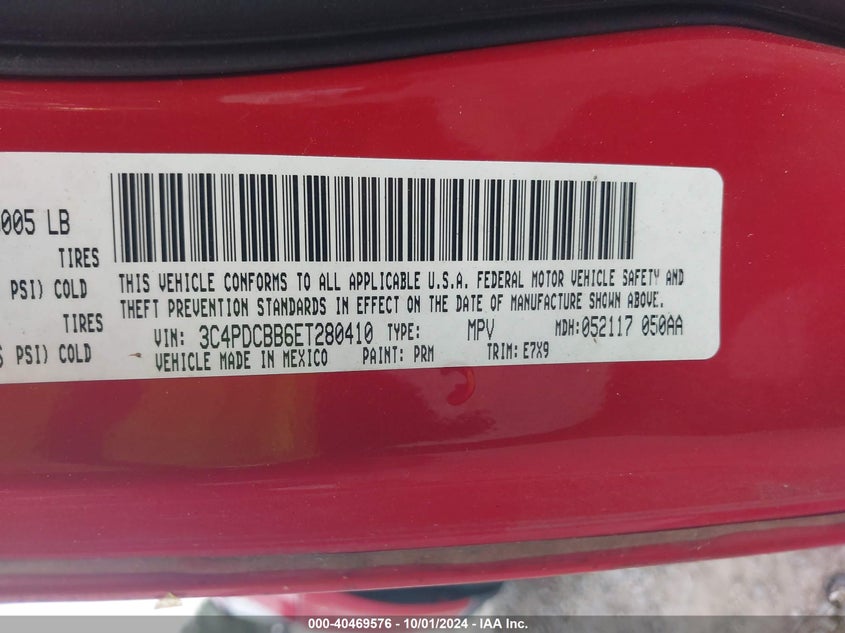 005 LB
TIRES
PSI) COLD
TIRES
PSI) COLD
THIS VEHICLE CONFORMS TO ALL APPLICABLE U.S.A. FEDERAL MOTOR VEHICLE SAFETY AND
THEFT PREVENTION STANDARDS IN EFFECT ON THE DATE OF MANUFACTURE SHOWN ABOVE.
VIN: 3C4PDCBB6ET280410 TYPE: MPV MDH:052117 050AA
VEHICLE MADE IN MEXICO PAINT: PRM TRIM: E7X9
000-40469576 - 10/01/2024 - IAA Inc.